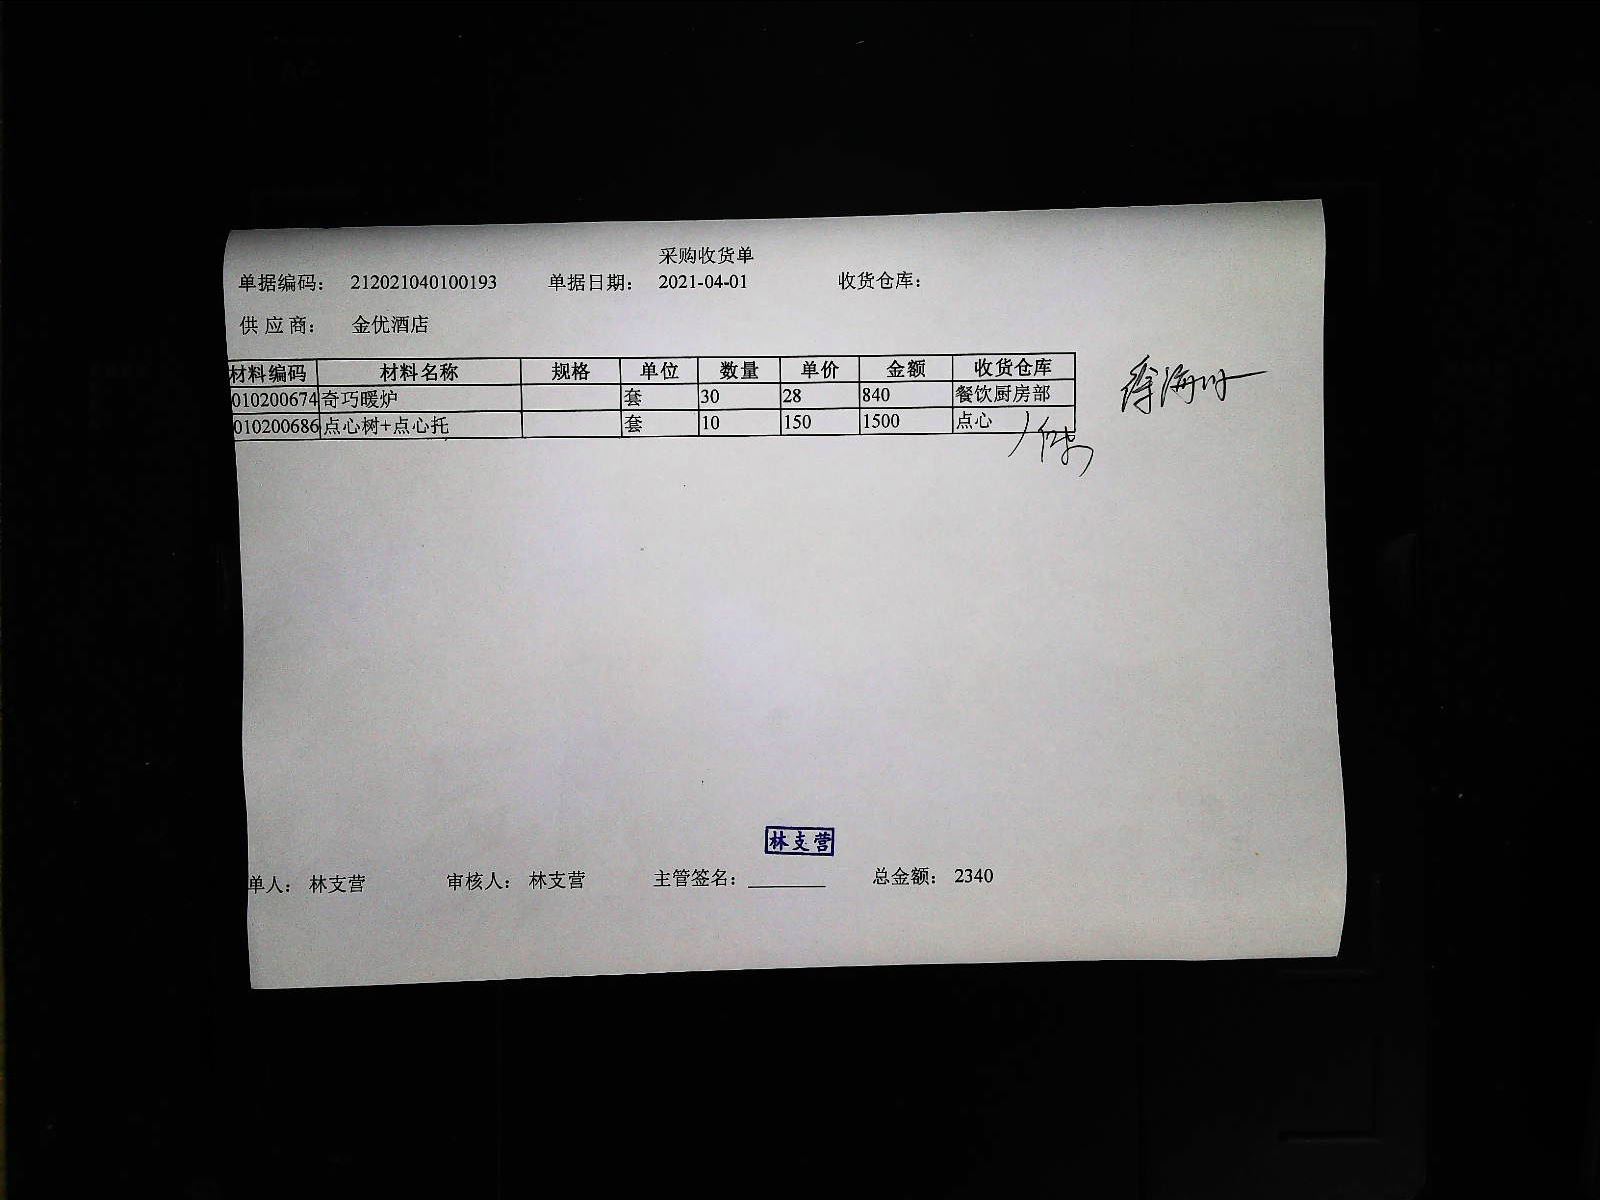 采购收货单
单据编码： 212021040100193 单据日期： 2021-04-01 收货仓库：
供 应 商： 金优酒店
材料编码 材料名称 规格 单位 数量 单价 金额 收货仓库
010200674 奇巧暖炉 套 30 28 840 餐饮厨房部
010200686 点心树+点心托 套 10 150 1500 点心
林支营
单人： 林支营 审核人： 林支营 主管签名： 总金额： 2340